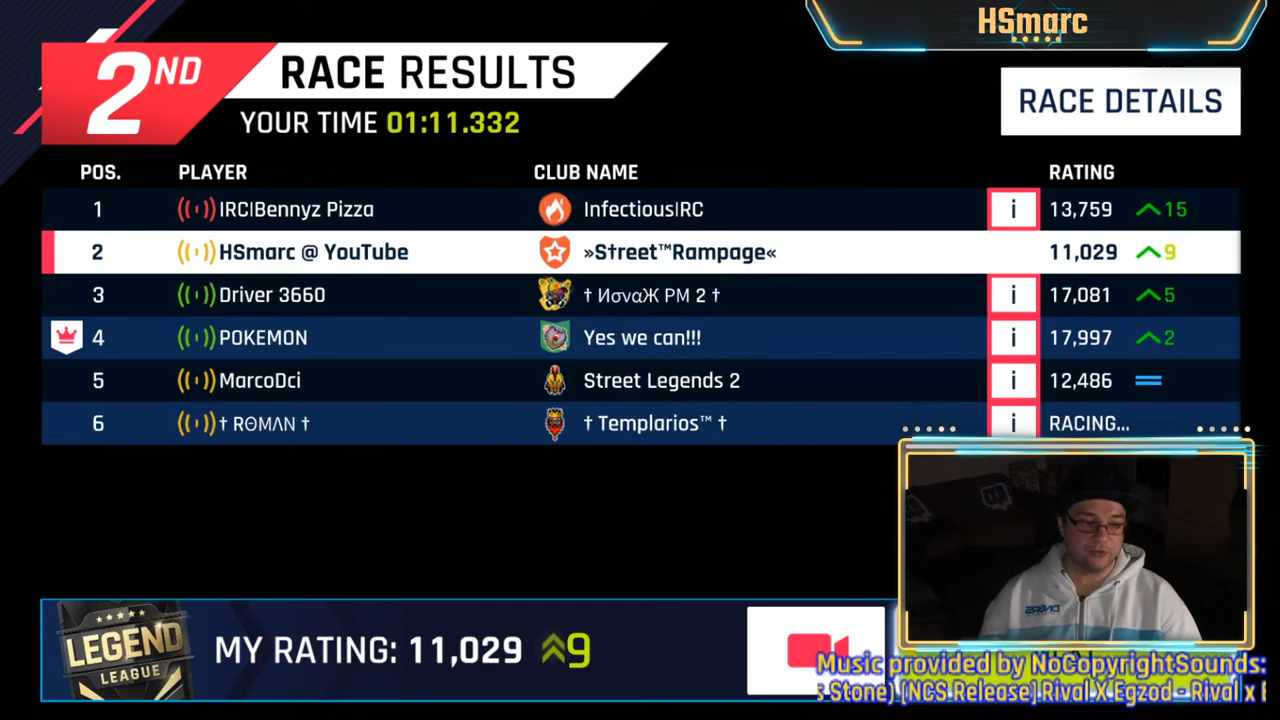 HSmarc
2ND
RACE RESULTS
YOUR TIME 01:11.332
RACE DETAILS
POS. PLAYER CLUB NAME RATING
1 IRC|Bennyz Pizza Infectious|RC i 13,759 15
2 HSmarc @ YouTube »S†reet™Rampage« 11,029 9
3 Driver 3660 † ИσναЖ PM 2 † i 17,081 5
4 POKEMON Yes we can!!! i 17,997 2
5 MarcoDci Street Legends 2 i 12,486
6 † RΘMΛN † † Templarios™ † i RACING...
LEGEND
LEAGUE
MY RATING: 11,029 9
Music provided by NoCopyrightSounds:
Stone) [NCS Release] Rival X Egzod - Rival x